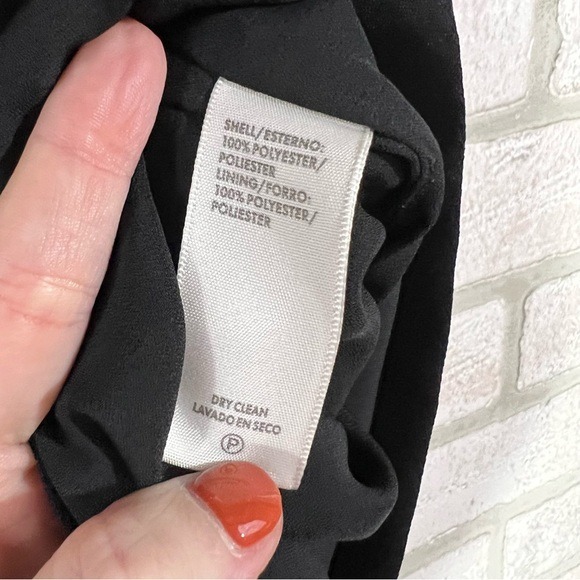 SHELL/ESTERNO:
100% POLYESTER/
POLIESTER
LINING/FORRO:
100% POLYESTER/
POLIESTER
DRY CLEAN
LAVADO EN SECO
P